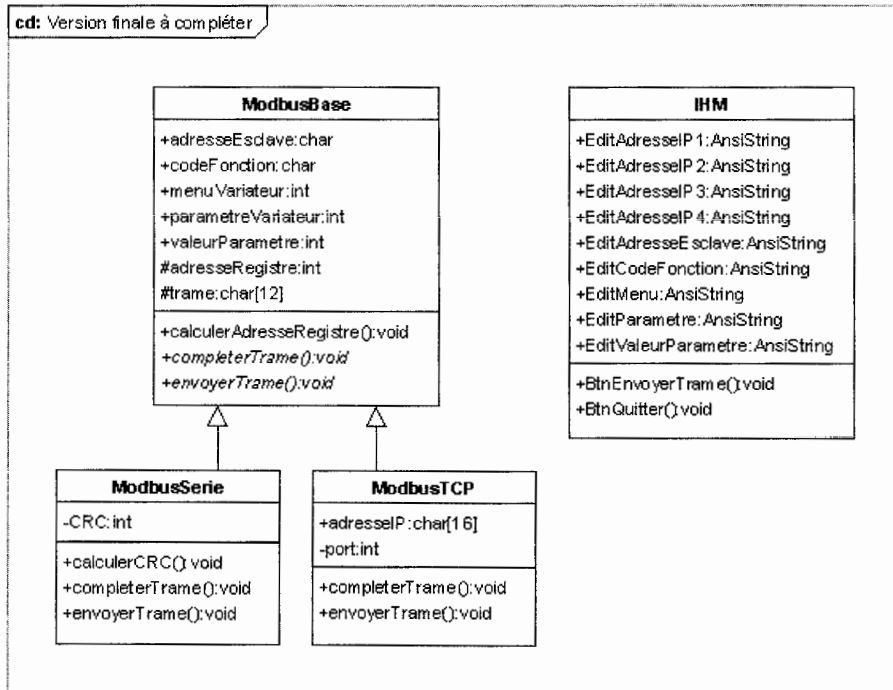 cd: Version finale à compléter
ModbusBase
+adresseEsclave:char
+codeFonction:char
+menuVariateur:int
+parametreVariateur:int
+valeurParametre:int
#adresseRegistre:int
#trame:char[12]
+calculerAdresseRegistre():void
+completerTrame():void
+envoyerTrame():void
IHM
+EditAdresseIP1:AnsiString
+EditAdresseIP2:AnsiString
+EditAdresseIP3:AnsiString
+EditAdresseIP4:AnsiString
+EditAdresseEsclave:AnsiString
+EditCodeFonction:AnsiString
+EditMenu:AnsiString
+EditParametre:AnsiString
+EditValeurParametre:AnsiString
+BtnEnvoyerTrame():void
+BtnQuitter():void
ModbusSerie
-CRC:int
+calculerCRC():void
+completerTrame():void
+envoyerTrame():void
ModbusTCP
+adresseIP:char[16]
-port:int
+completerTrame():void
+envoyerTrame():void